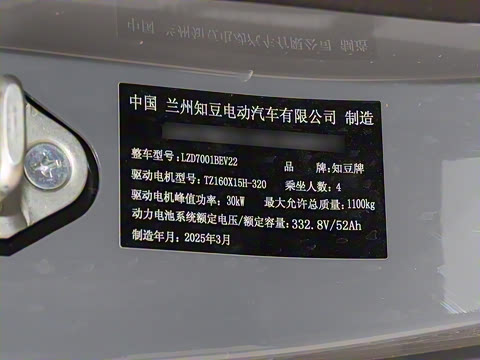 中国 兰州知豆电动汽车有限公司 制造
整车型号:LZD7001BEV22 品 牌:知豆牌
驱动电机型号:TZ160X15H-320 乘坐人数:4
驱动电机峰值功率:30kW 最大允许总质量:1100kg
动力电池系统额定电压/额定容量:332.8V/52Ah
制造年月:2025年3月